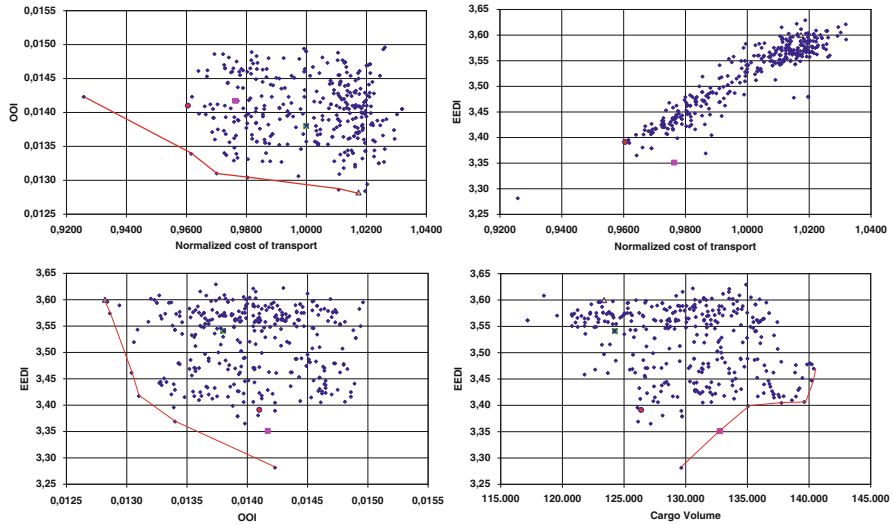 0,0155
0,0150
0,0145
0,0140
0,0135
0,0130
0,0125
OOI
0,9200 0,9400 0,9600 0,9800 1,0000 1,0200 1,0400
Normalized cost of transport
3,65
3,60
3,55
3,50
3,45
3,40
3,35
3,30
3,25
EEDI
0,9200 0,9400 0,9600 0,9800 1,0000 1,0200 1,0400
Normalized cost of transport
3,65
3,60
3,55
3,50
3,45
3,40
3,35
3,30
3,25
EEDI
0,0125 0,0130 0,0135 0,0140 0,0145 0,0150 0,0155
OOI
3,65
3,60
3,55
3,50
3,45
3,40
3,35
3,30
3,25
EEDI
115.000 120.000 125.000 130.000 135.000 140.000 145.000
Cargo Volume